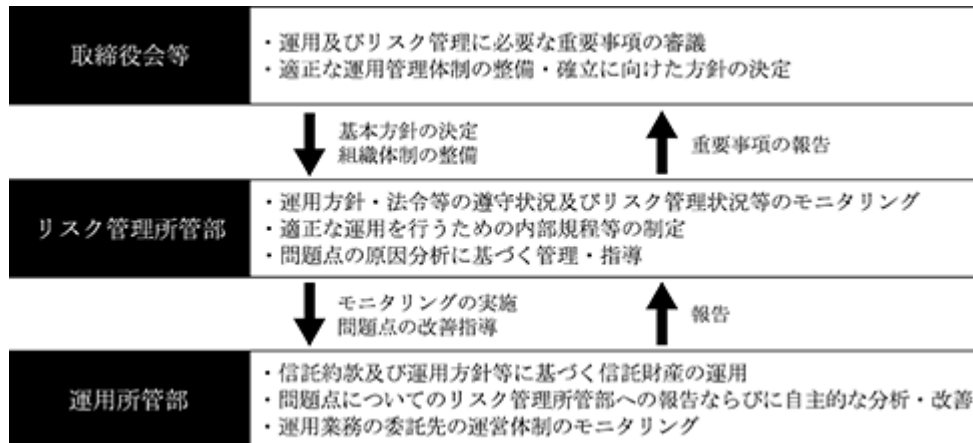 取締役会等
・運用及びリスク管理に必要な重要事項の審議
・適正な運用管理体制の整備・確立に向けた方針の決定
基本方針の決定
組織体制の整備
重要事項の報告
リスク管理所管部
・運用方針・法令等の遵守状況及びリスク管理状況等のモニタリング
・適正な運用を行うための内部規程等の制定
・問題点の原因分析に基づく管理・指導
モニタリングの実施
問題点の改善指導
報告
運用所管部
・信託約款及び運用方針等に基づく信託財産の運用
・問題点についてのリスク管理所管部への報告ならびに自主的な分析・改善
・運用業務の委託先の運営体制のモニタリング